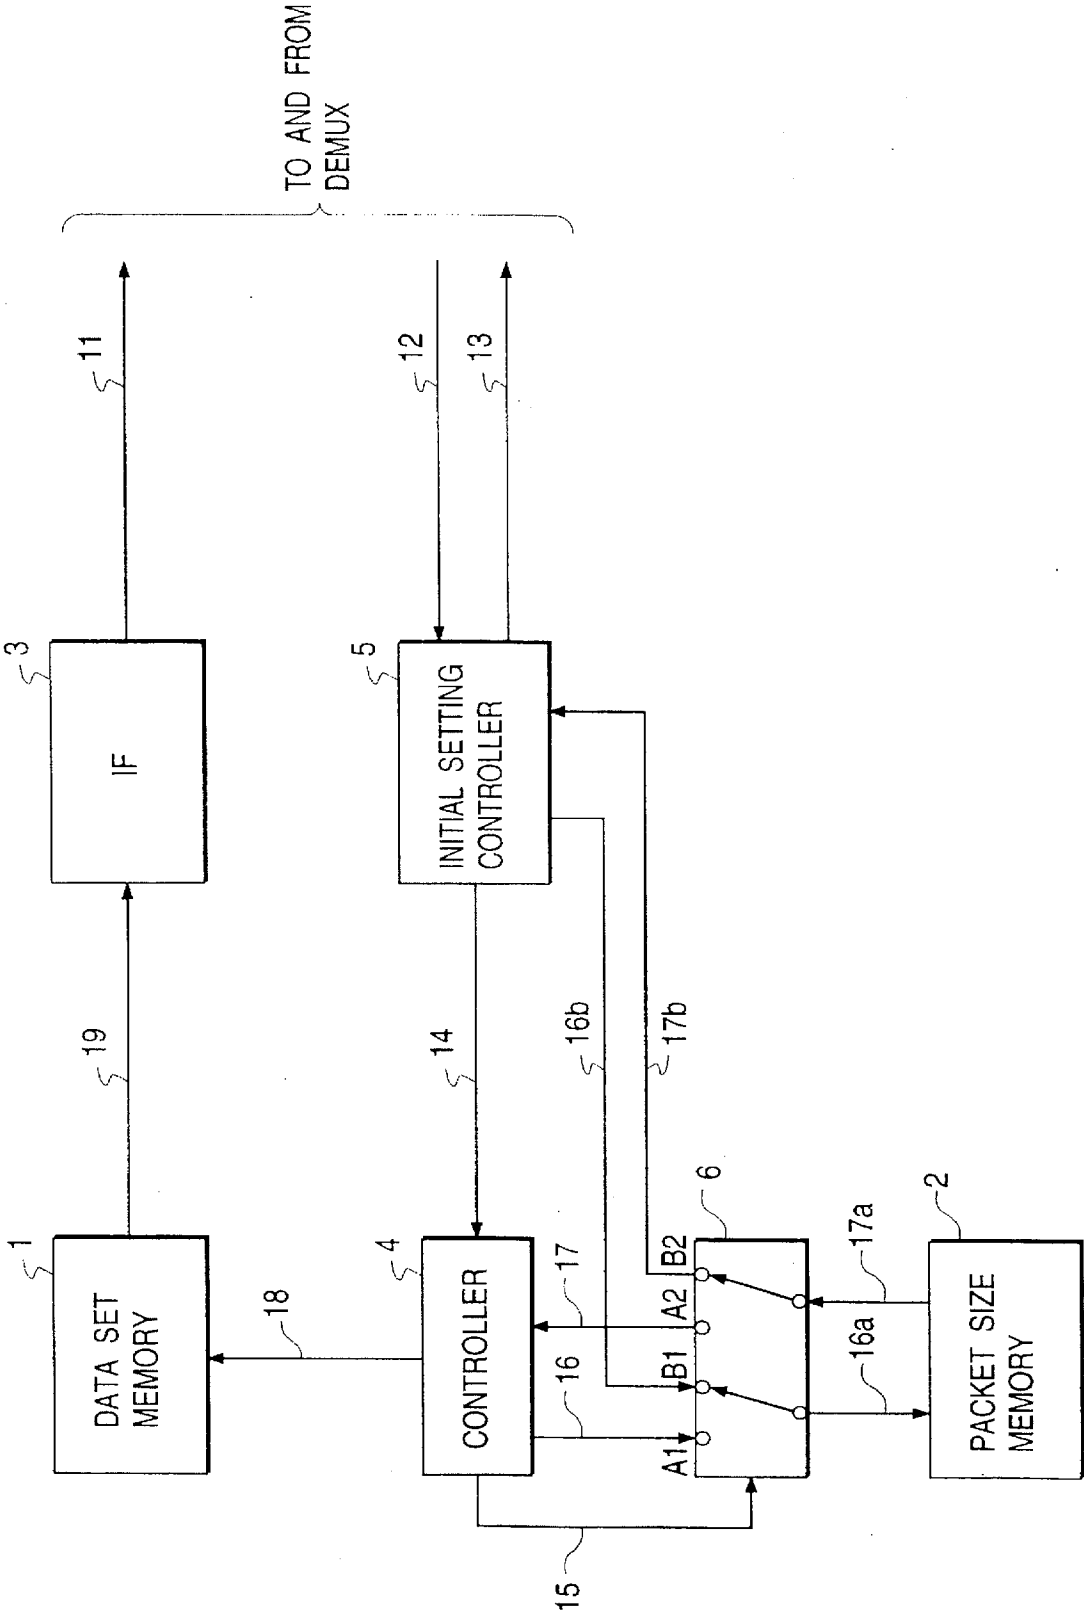 1
DATA SET
MEMORY
19
3
IF
11
TO AND FROM
DEMUX
18
4
CONTROLLER
14
5
INITIAL SETTING
CONTROLLER
12
13
15
16
17
16b
17b
A1
B1
A2
B2
6
16a
17a
2
PACKET SIZE
MEMORY